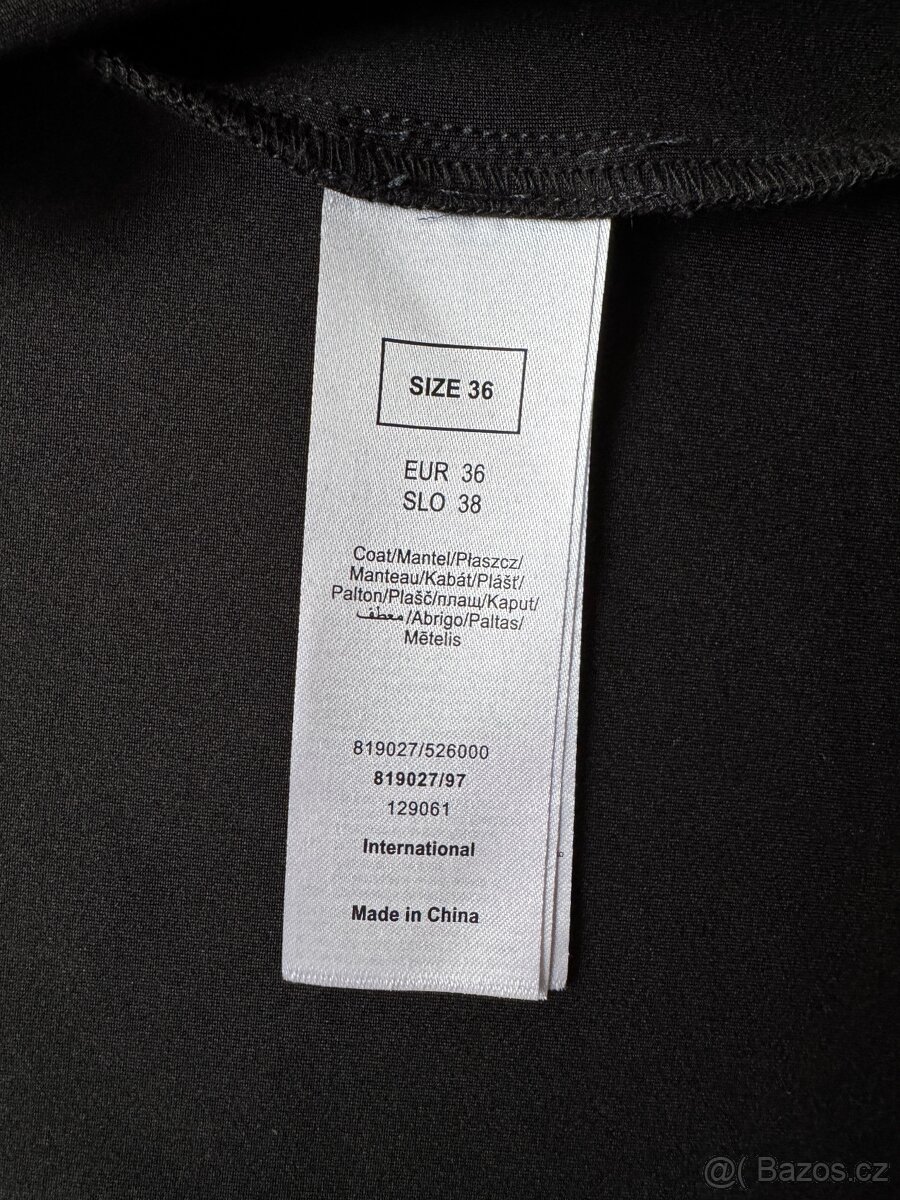 SIZE 36
EUR 36
SLO 38
Coat/Mantel/Płaszcz/
Manteau/Kabát/Plášť/
Palton/Plašč/плащ/Kaput/
معطف/Abrigo/Paltas/
Mētelis
819027/526000
819027/97
129061
International
Made in China
@( Bazos.cz